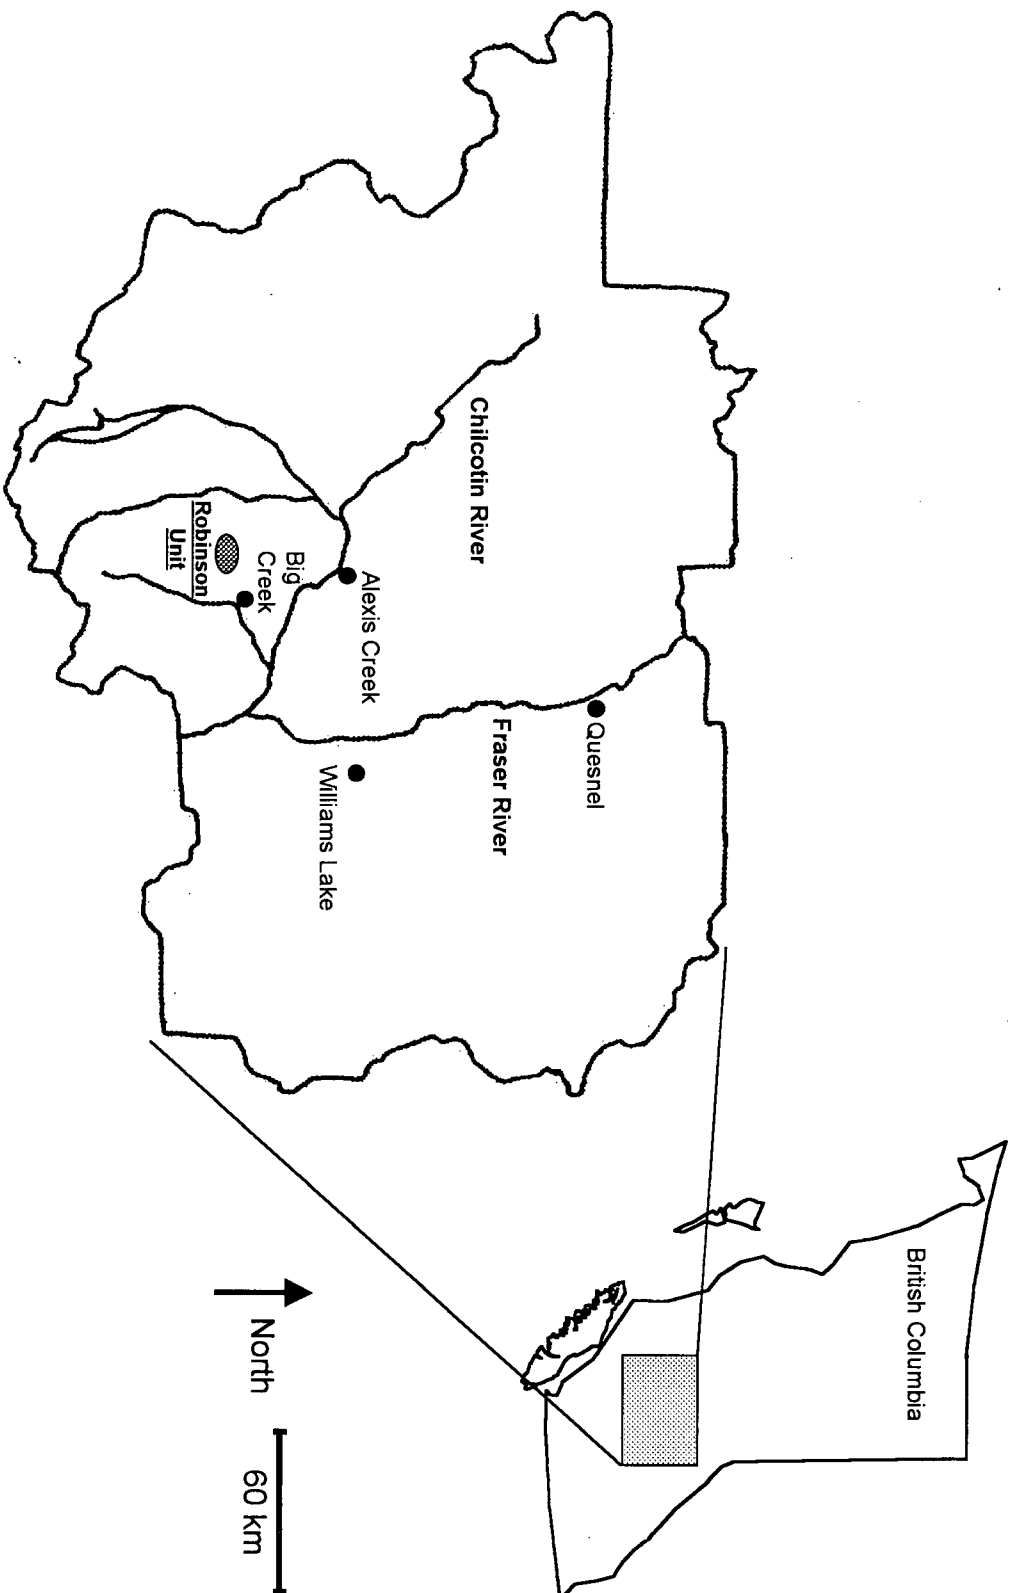 British Columbia
Quesnel
Fraser River
Chilcotin River
Alexis Creek
Williams Lake
Big
Creek
Robinson
Unit
North
60 km